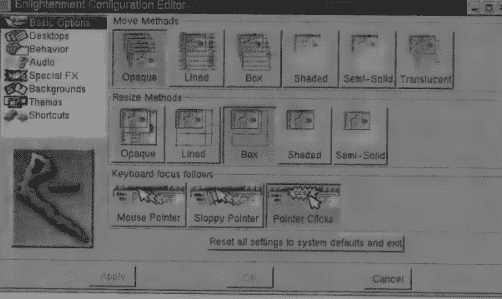 Enlightenment Configuration Editor
Basic Options
Desktops
Behavior
Audio
Special FX
Backgrounds
Themes
Shortcuts
Move Methods
Opaque
Lined
Box
Shaded
Semi-Solid
Translucent
Resize Methods
Opaque
Lined
Box
Shaded
Semi-Solid
Keyboard focus follows
Mouse Pointer
Sloppy Pointer
Pointer Clicks
Reset all settings to system defaults and exit
Apply
OK
Cancel